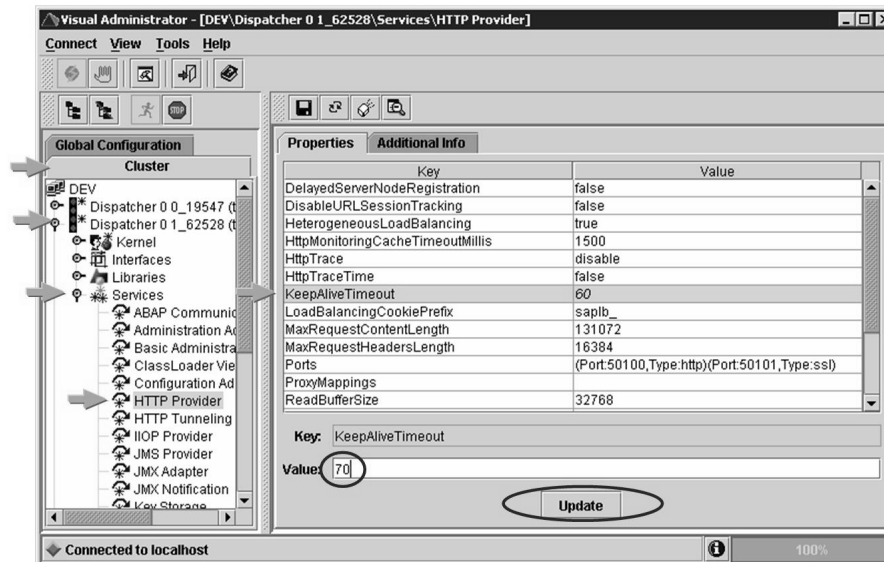 Visual Administrator - [DEV\Dispatcher 0 1_62528\Services\HTTP Provider]
Connect View Tools Help
STOP
Global Configuration
Cluster
DEV
Dispatcher 0 0_19547 (t
Dispatcher 0 1_62528 (t
Kernel
Interfaces
Libraries
Services
ABAP Communic
Administration Ad
Basic Administra
ClassLoader Vie
Configuration Ad
HTTP Provider
HTTP Tunneling
IIOP Provider
JMS Provider
JMX Adapter
JMX Notification
Key Storage
Properties Additional Info
Key Value
DelayedServerNodeRegistration false
DisableURLSessionTracking false
HeterogeneousLoadBalancing true
HttpMonitoringCacheTimeoutMillis 1500
HttpTrace disable
HttpTraceTime false
KeepAliveTimeout 60
LoadBalancingCookiePrefix saplb_
MaxRequestContentLength 131072
MaxRequestHeadersLength 16384
Ports (Port:50100,Type:http)(Port:50101,Type:ssl)
ProxyMappings
ReadBufferSize 32768
Key: KeepAliveTimeout
Value: 70
Update
Connected to localhost
100%